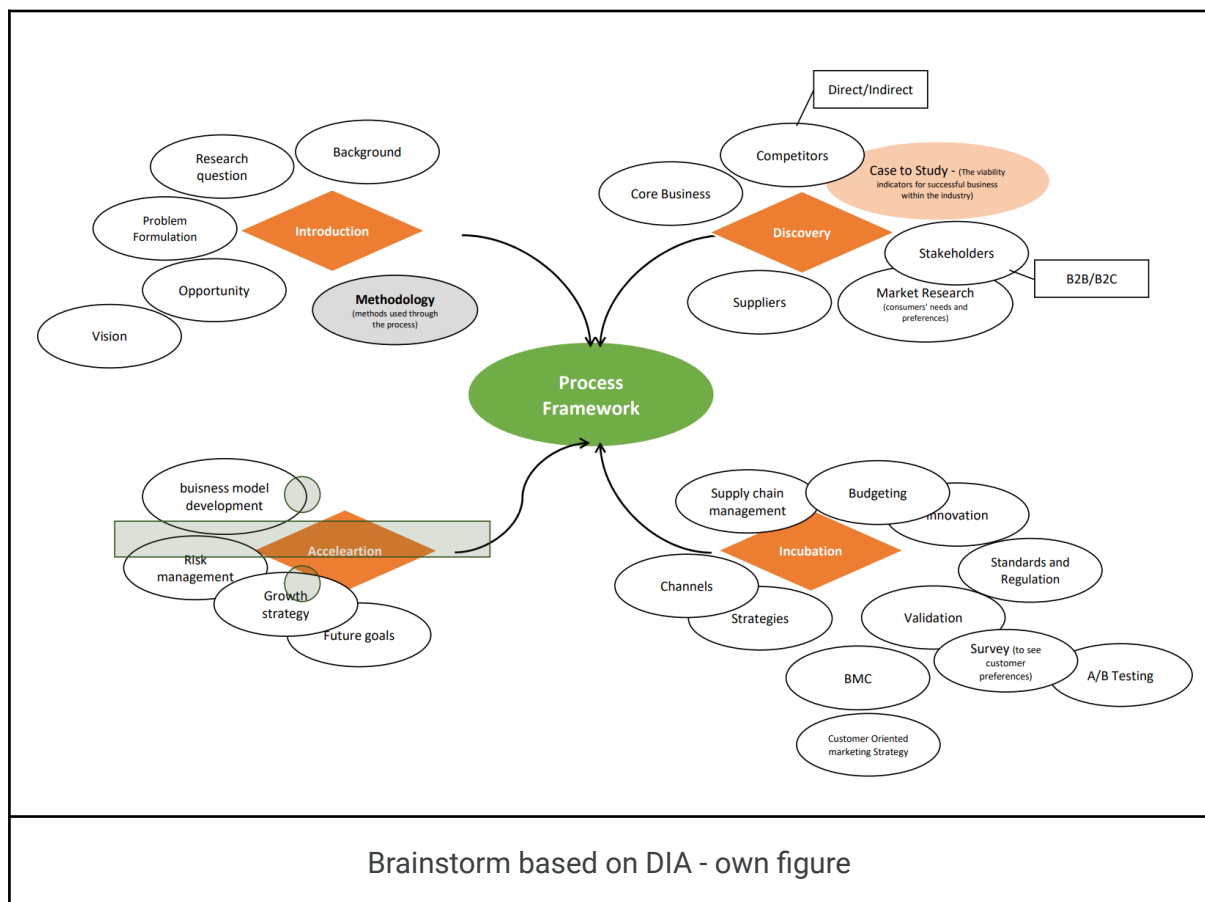 Direct/Indirect
Background
Competitors
Research
question
Case to Study - (The viability
indicators for successful business
within the industry)
Core Business
Problem
Formulation
Introduction
Discovery
Stakeholders
B2B/B2C
Opportunity
Methodology
(methods used through
the process)
Suppliers
Market Research
(consumers' needs and
preferences)
Vision
Process
Framework
buisness model
development
Supply chain
management
Budgeting
Innovation
Acceleartion
Incubation
Risk
management
Standards and
Regulation
Channels
Growth
strategy
Strategies
Validation
Future goals
Survey (to see
customer
preferences)
BMC
A/B Testing
Customer Oriented
marketing Strategy
Brainstorm based on DIA - own figure